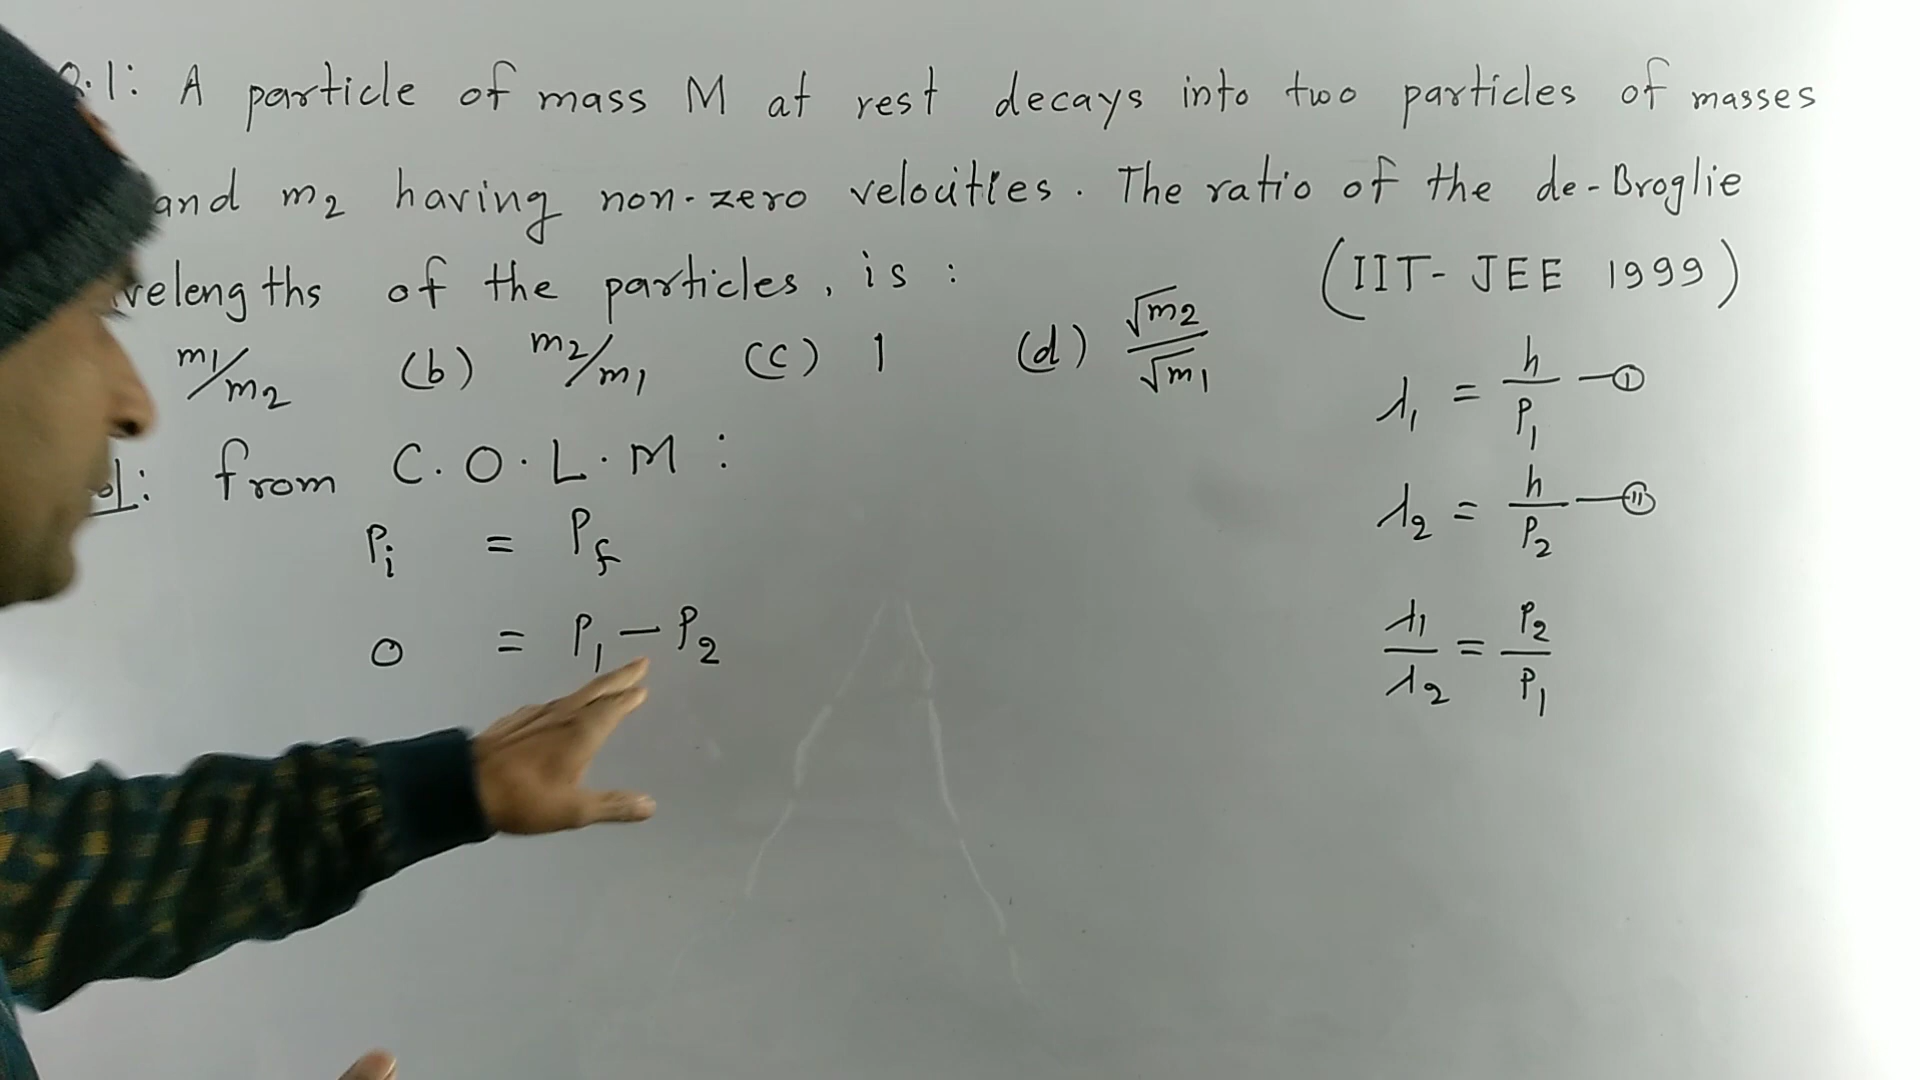 .1: A particle of mass M at rest decays into two particles of masses
and m2 having non-zero velocities. The ratio of the de-Broglie
velengths of the particles, is :
(IIT-JEE 1999)
m1/m2 (b) m2/m1 (c) 1 (d) √m2/√m1
λ1 = h/P1 —①
from C.O.L.M :
λ2 = h/P2 —⑪
Pi = Pf
0 = P1 — P2
λ1/λ2 = P2/P1